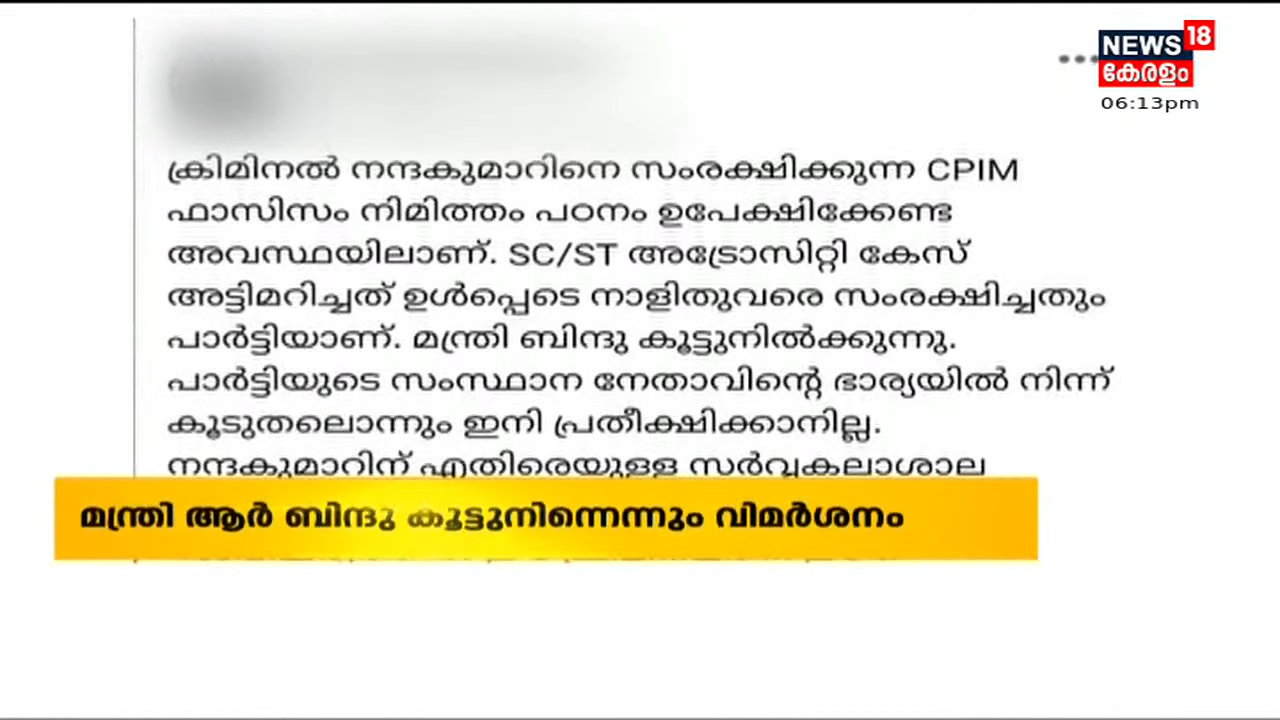 NEWS 18
കേരളം
06:13pm
ക്രിമിനൽ നന്ദകുമാറിനെ സംരക്ഷിക്കുന്ന CPIM
ഫാസിസം നിമിത്തം പഠനം ഉപേക്ഷിക്കേണ്ട
അവസ്ഥയിലാണ്. SC/ST അട്രോസിറ്റി കേസ്
അട്ടിമറിച്ചത് ഉൾപ്പെടെ നാളിതുവരെ സംരക്ഷിച്ചതും
പാർട്ടിയാണ്. മന്ത്രി ബിന്ദു കൂട്ടുനിൽക്കുന്നു.
പാർട്ടിയുടെ സംസ്ഥാന നേതാവിന്റെ ഭാര്യയിൽ നിന്ന്
കൂടുതലൊന്നും ഇനി പ്രതീക്ഷിക്കാനില്ല.
നന്ദകുമാറിന് എതിരെയുള്ള സർവ്വകലാശാല
മന്ത്രി ആർ ബിന്ദു കൂട്ടുനിന്നെന്നും വിമർശനം